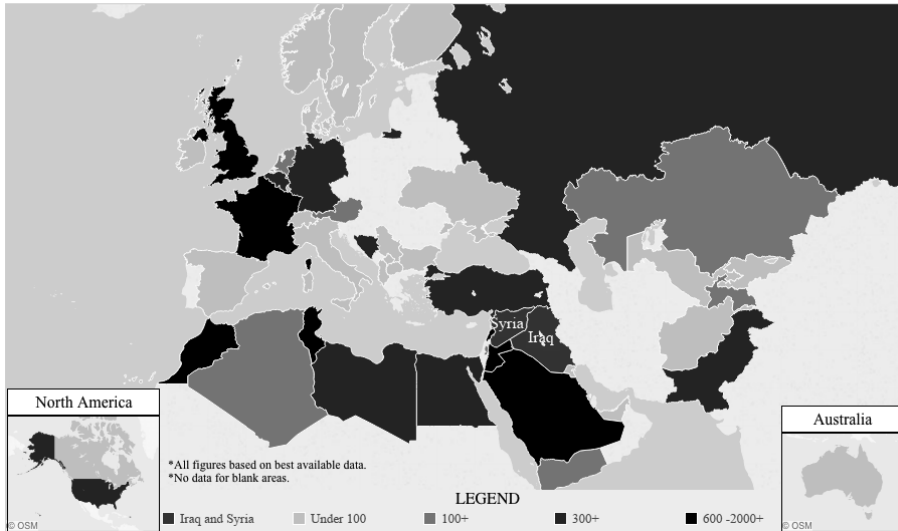 Syria
Iraq
North America
Australia
*All figures based on best available data.
*No data for blank areas.
LEGEND
Iraq and Syria
Under 100
100+
300+
600 -2000+
© OSM
© OSM